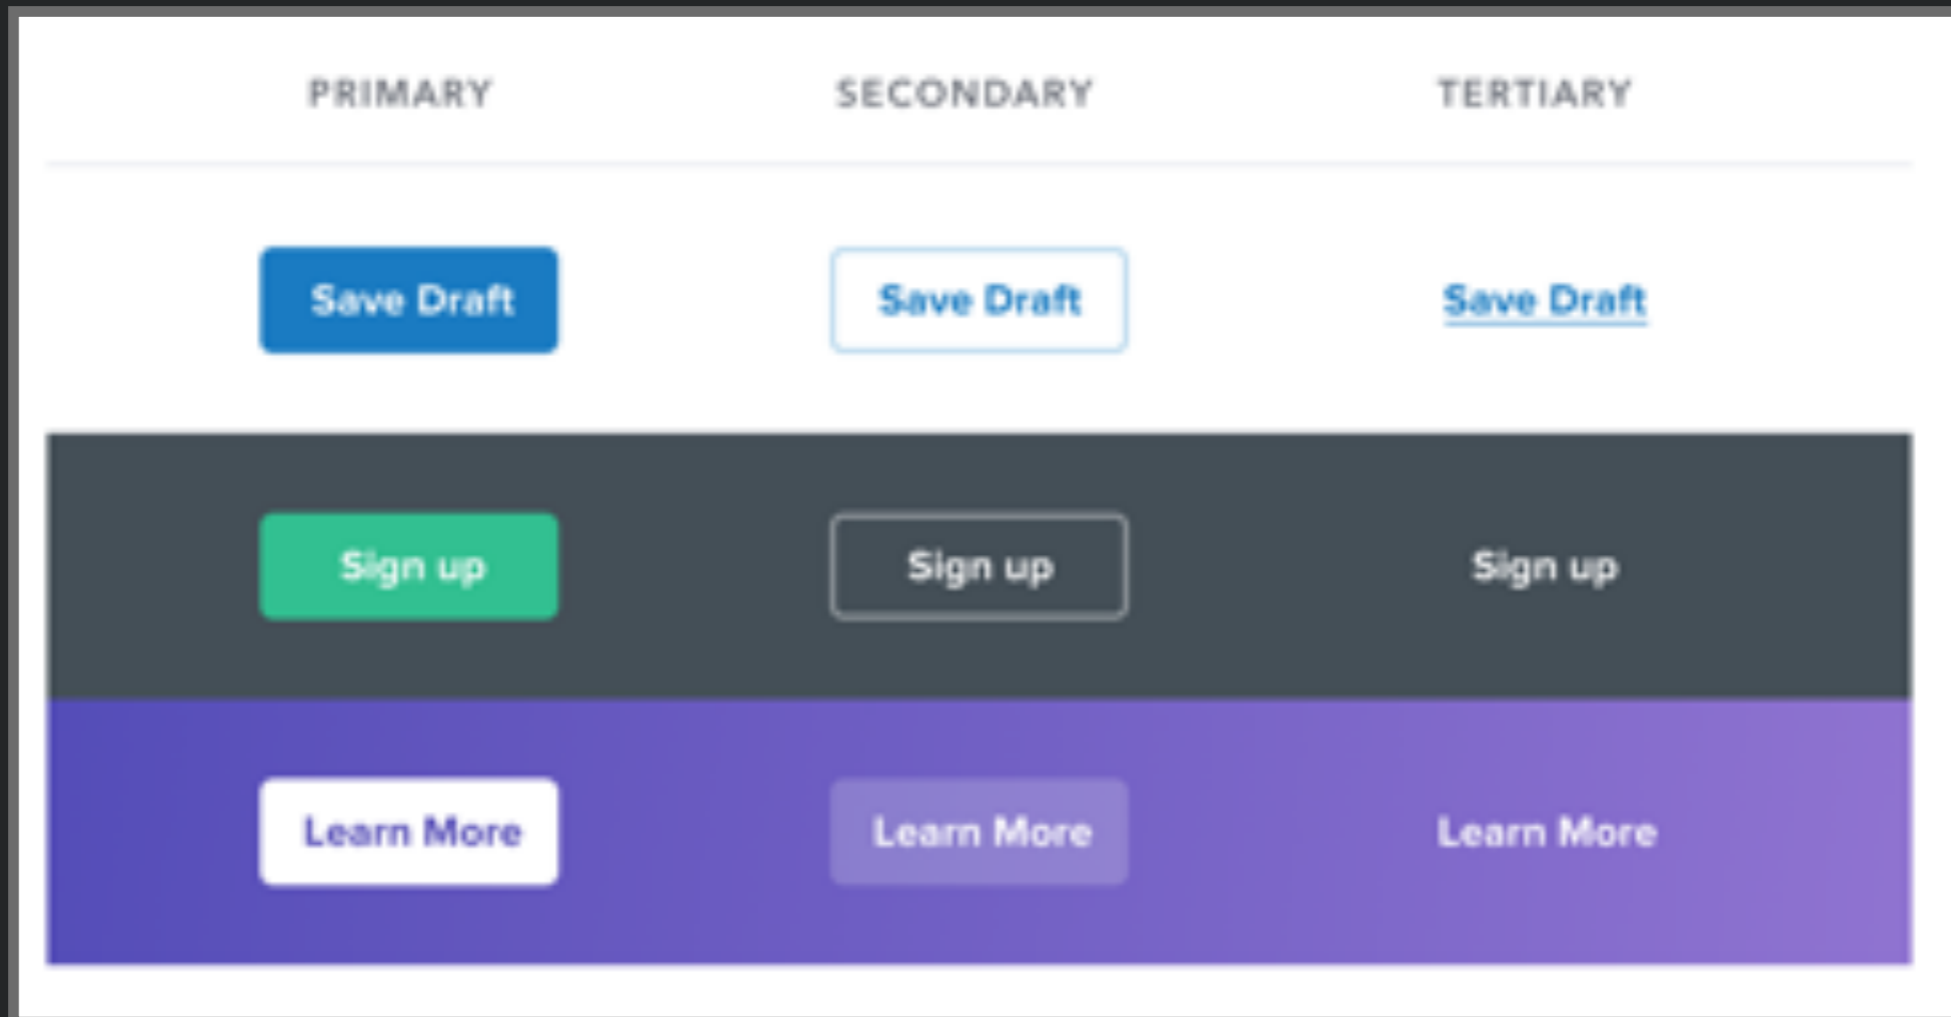 PRIMARY SECONDARY TERTIARY
Save Draft Save Draft Save Draft
Sign up Sign up Sign up
Learn More Learn More Learn More